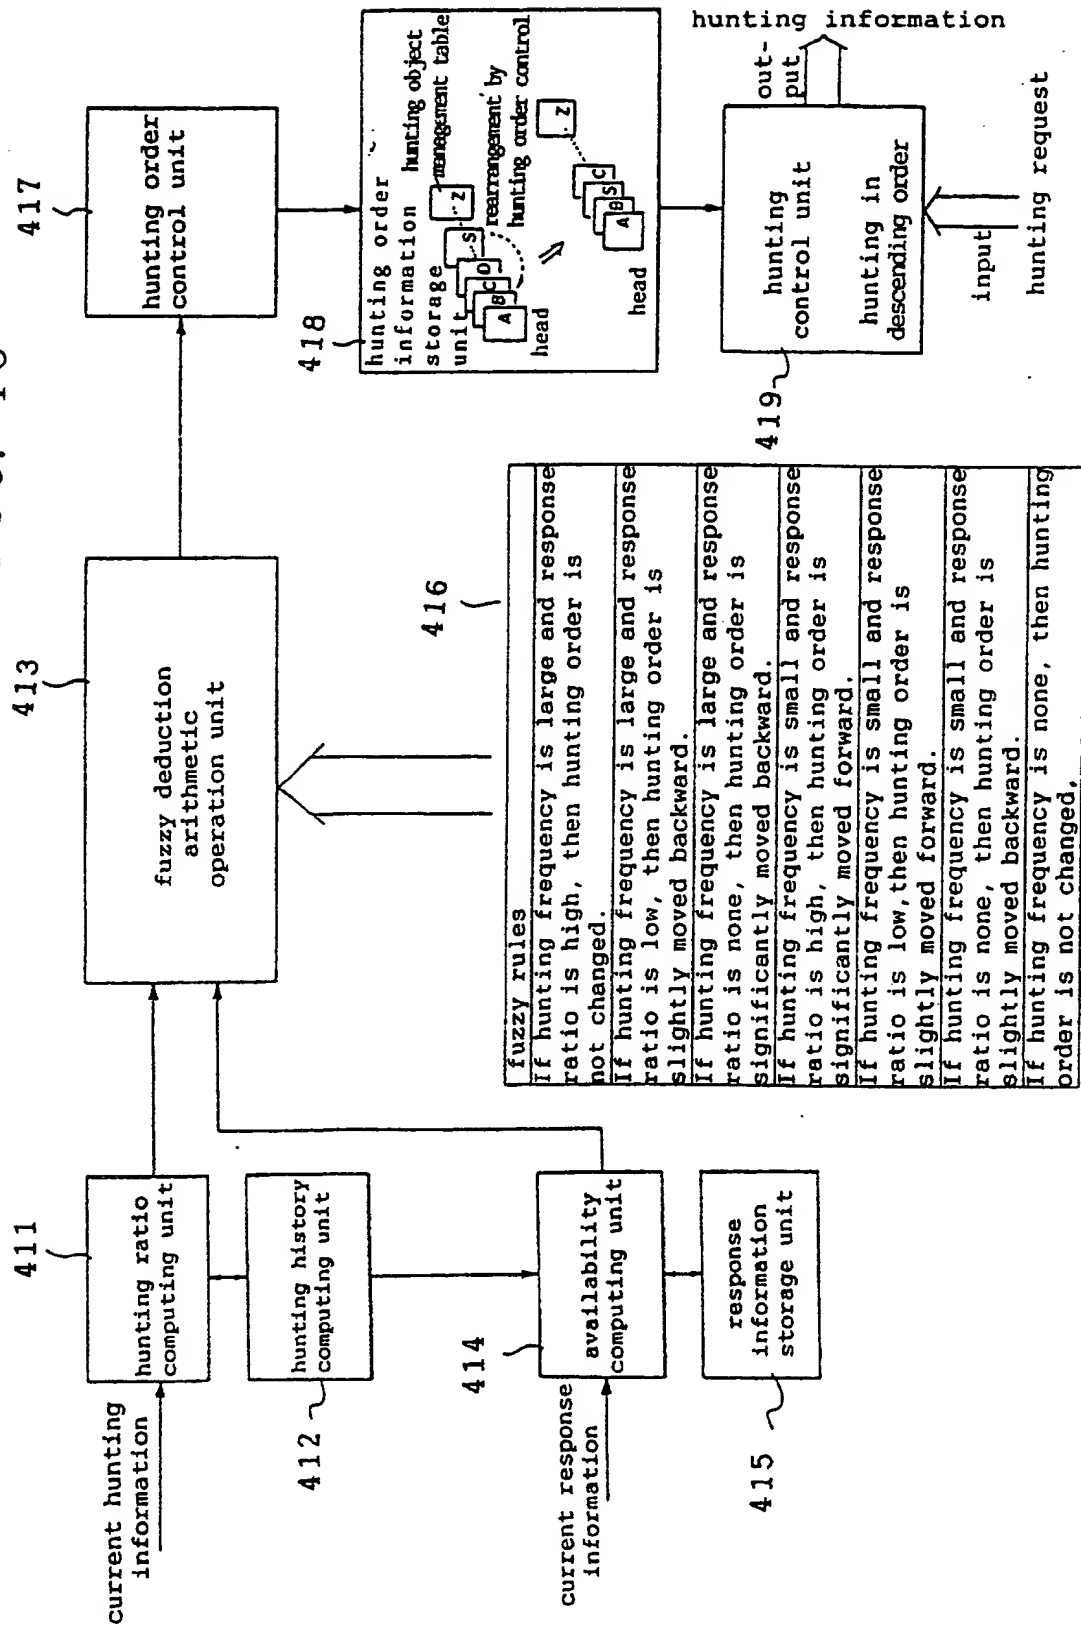 411
hunting ratio
computing unit
current hunting
information
hunting history
computing unit
412
414
availability
computing unit
current response
information
response
information
storage unit
415
413
fuzzy deduction
arithmetic
operation unit
416
fuzzy rules
If hunting frequency is large and response
ratio is high, then hunting order is
not changed.
If hunting frequency is large and response
ratio is low, then hunting order is
slightly moved backward.
If hunting frequency is large and response
ratio is none, then hunting order is
significantly moved backward.
If hunting frequency is small and response
ratio is high, then hunting order is
significantly moved forward.
If hunting frequency is small and response
ratio is low,then hunting order is
slightly moved forward.
If hunting frequency is small and response
ratio is none, then hunting order is
slightly moved backward.
If hunting frequency is none, then hunting
order is not changed.
417
hunting order
control unit
418
hunting order
information
storage
unit
hunting object
management table
A
B
C
D
S
Z
head
rearrangement by
hunting order control
A
B
S
C
Z
head
419
hunting
control unit
hunting in
descending order
out-
put
hunting information
input
hunting request